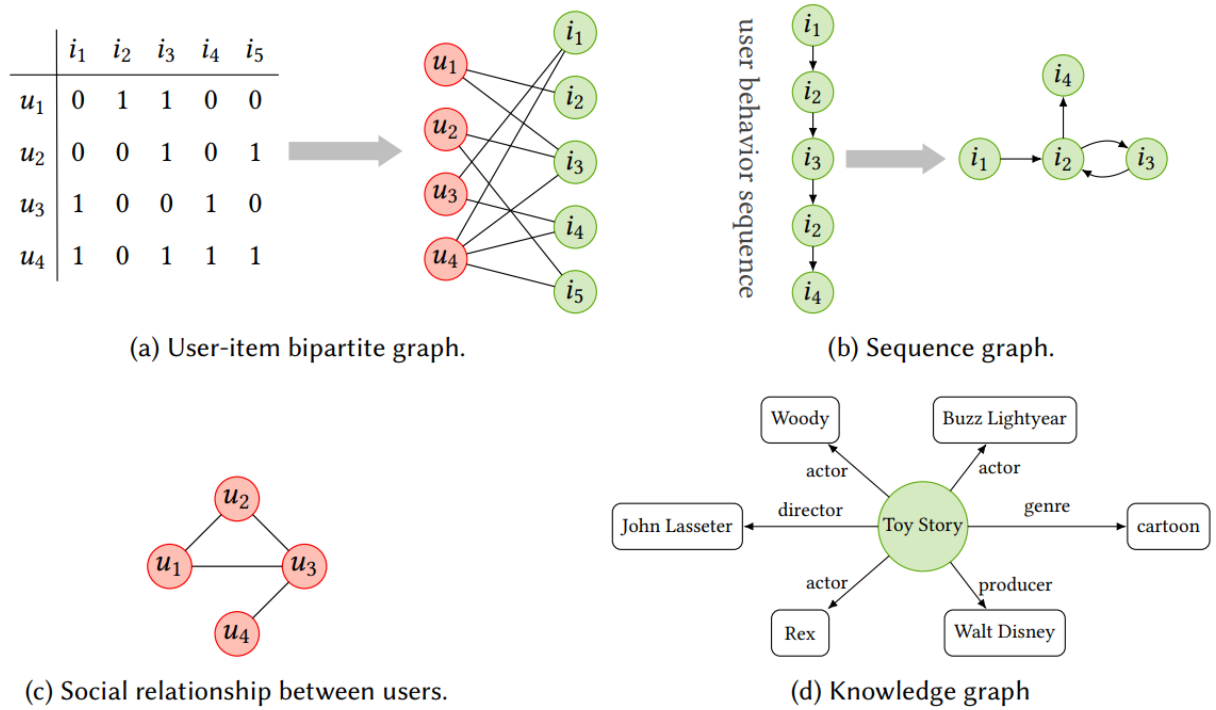 i1 i2 i3 i4 i5
u1 0 1 1 0 0
u2 0 0 1 0 1
u3 1 0 0 1 0
u4 1 0 1 1 1
u1
u2
u3
u4
i1
i2
i3
i4
i5
(a) User-item bipartite graph.
user behavior sequence
i1
i2
i3
i2
i4
i4
i1
i2
i3
(b) Sequence graph.
u2
u1
u3
u4
(c) Social relationship between users.
Woody
Buzz Lightyear
actor
actor
John Lasseter
director
Toy Story
genre
cartoon
actor
producer
Rex
Walt Disney
(d) Knowledge graph